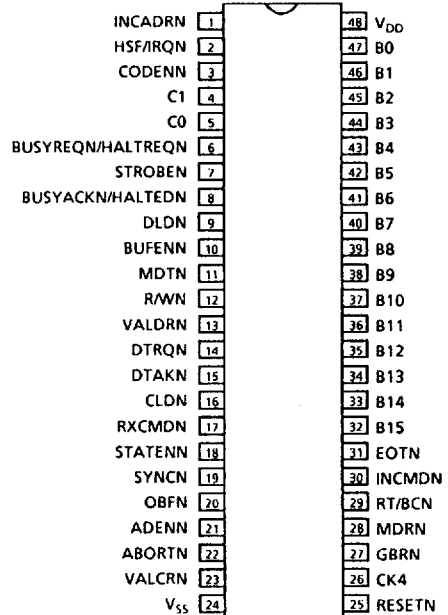 INCADRN 1 48 VDD
HSF/IRQN 2 47 B0
CODENN 3 46 B1
C1 4 45 B2
C0 5 44 B3
BUSYREQN/HALTREQN 6 43 B4
STROBEN 7 42 B5
BUSYACKN/HALTEDN 8 41 B6
DLDN 9 40 B7
BUFENN 10 39 B8
MDTN 11 38 B9
R/WN 12 37 B10
VALDRN 13 36 B11
DTRQN 14 35 B12
DTAKN 15 34 B13
CLDN 16 33 B14
RXCMDN 17 32 B15
STATENN 18 31 EOTN
SYNCN 19 30 INCMDN
OBFN 20 29 RT/BCN
ADENN 21 28 MDRN
ABORTN 22 27 GBRN
VALCRN 23 26 CK4
VSS 24 25 RESETN